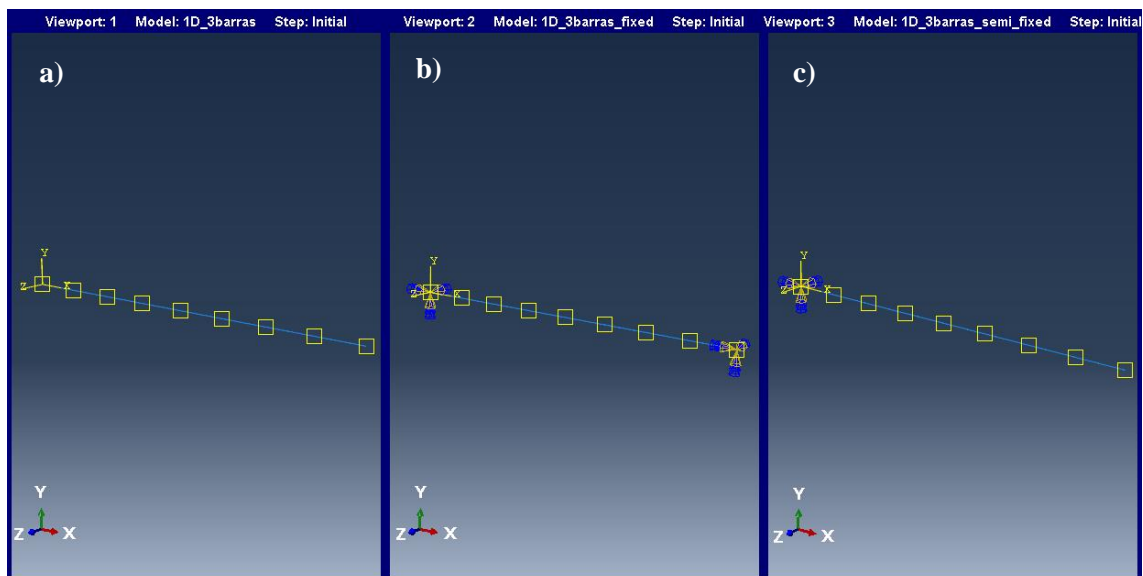 Viewport: 1 Model: 1D_3barras Step: Initial
a)
Y
Z X
Y
Z X
Viewport: 2 Model: 1D_3barras_fixed Step: Initial
b)
Y
Z X
Y
Z X
Viewport: 3 Model: 1D_3barras_semi_fixed Step: Initial
c)
Y
Z X
Y
Z X